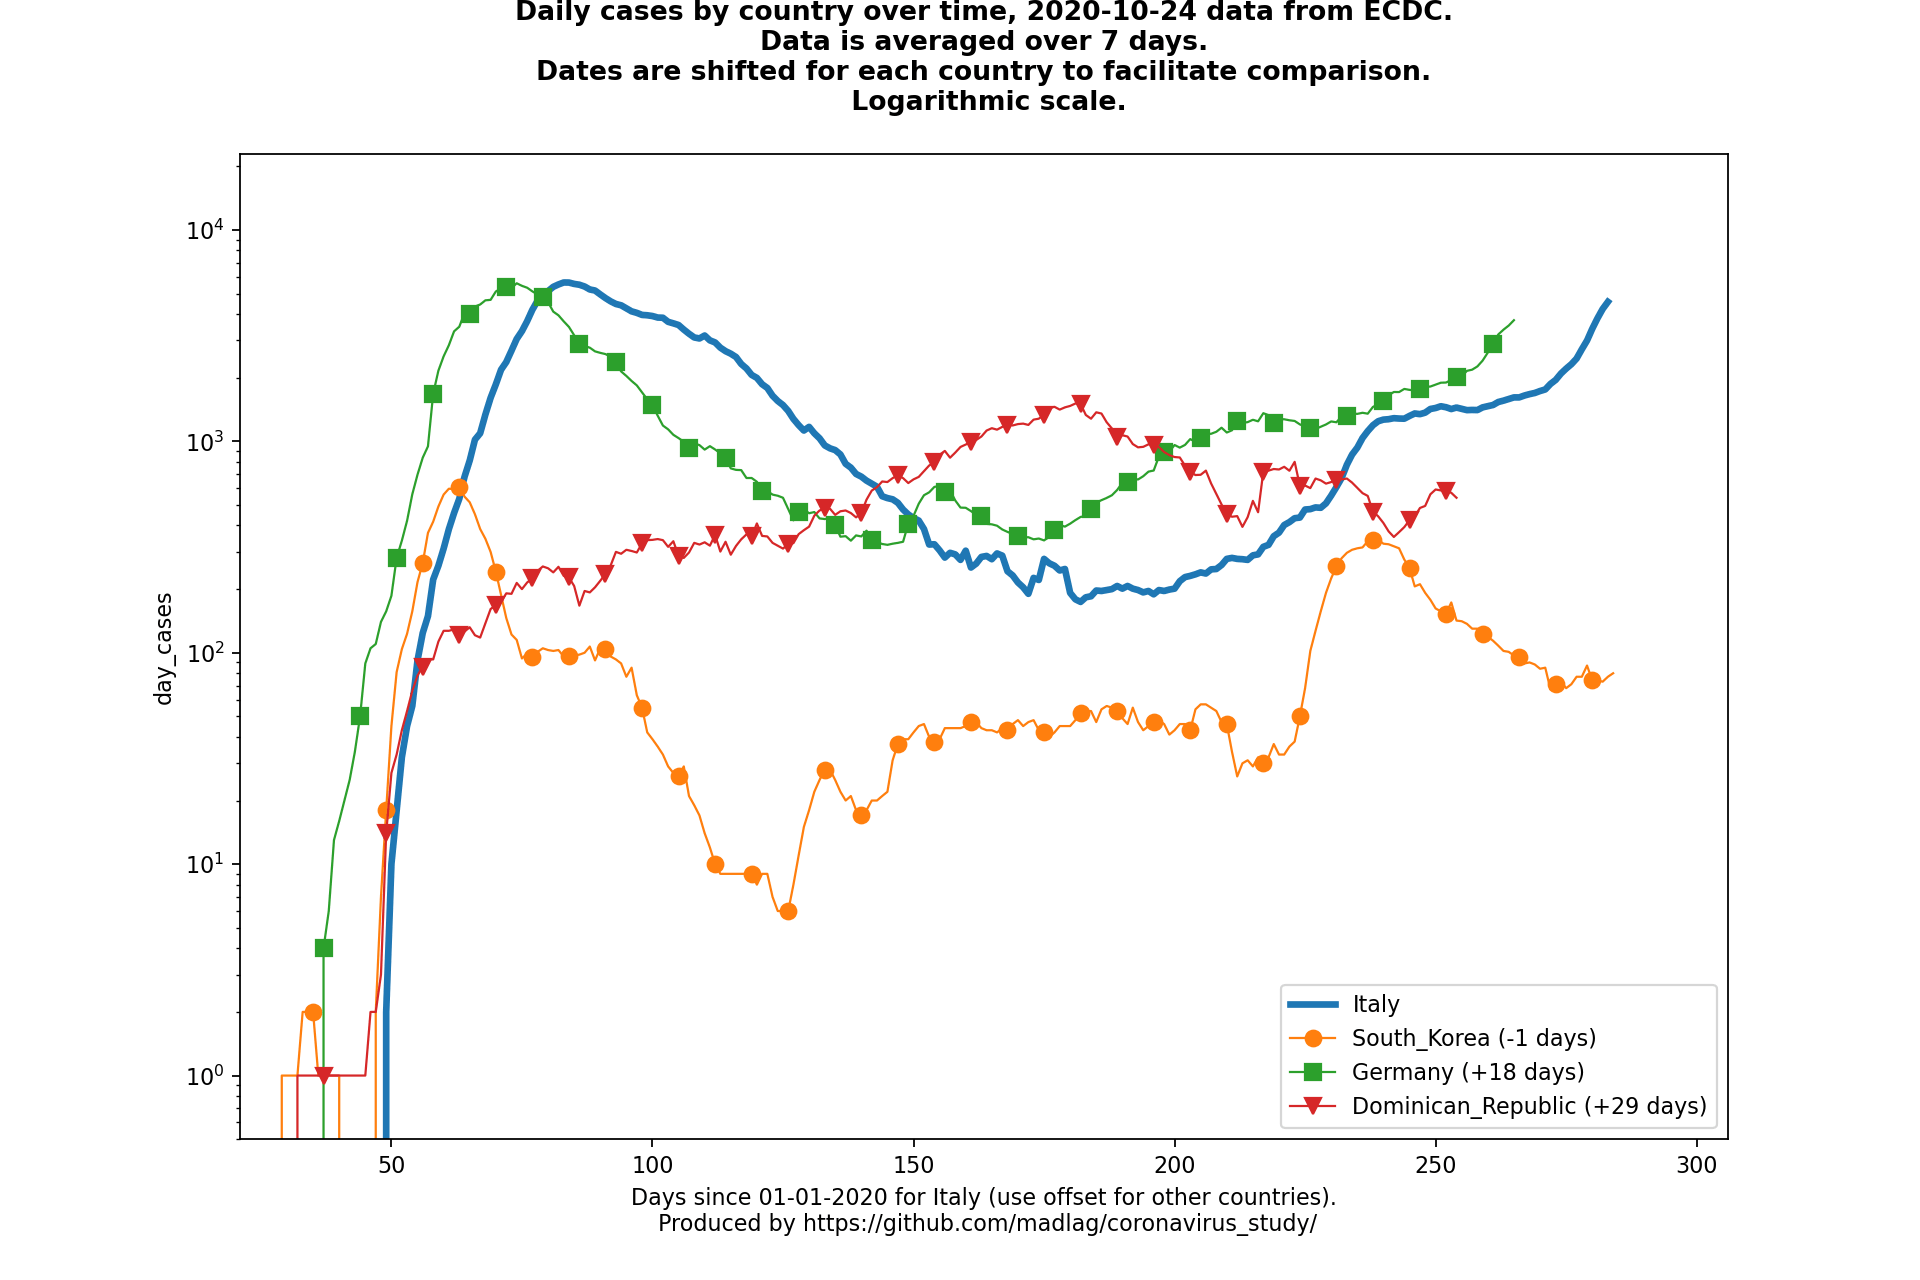 Daily cases by country over time, 2020-10-24 data from ECDC.
Data is averaged over 7 days.
Dates are shifted for each country to facilitate comparison.
Logarithmic scale.
10⁴
10³
10²
10¹
10⁰
day_cases
Italy
South_Korea (-1 days)
Germany (+18 days)
Dominican_Republic (+29 days)
50 100 150 200 250 300
Days since 01-01-2020 for Italy (use offset for other countries).
Produced by https://github.com/madlag/coronavirus_study/